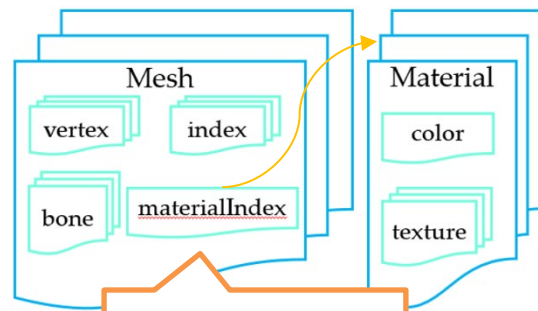 Mesh
vertex
index
bone
materialIndex
Material
color
texture